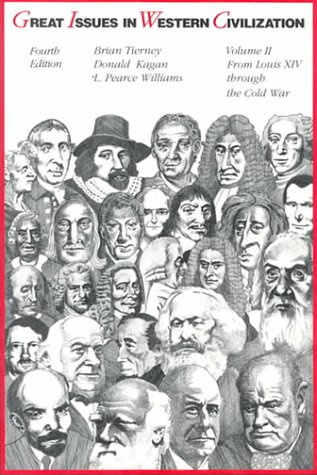 GREAT ISSUES IN WESTERN CIVILIZATION
Fourth
Edition
Brian Tierney
Donald Kagan
L. Pearce Williams
Volume II
From Louis XIV
through
the Cold War